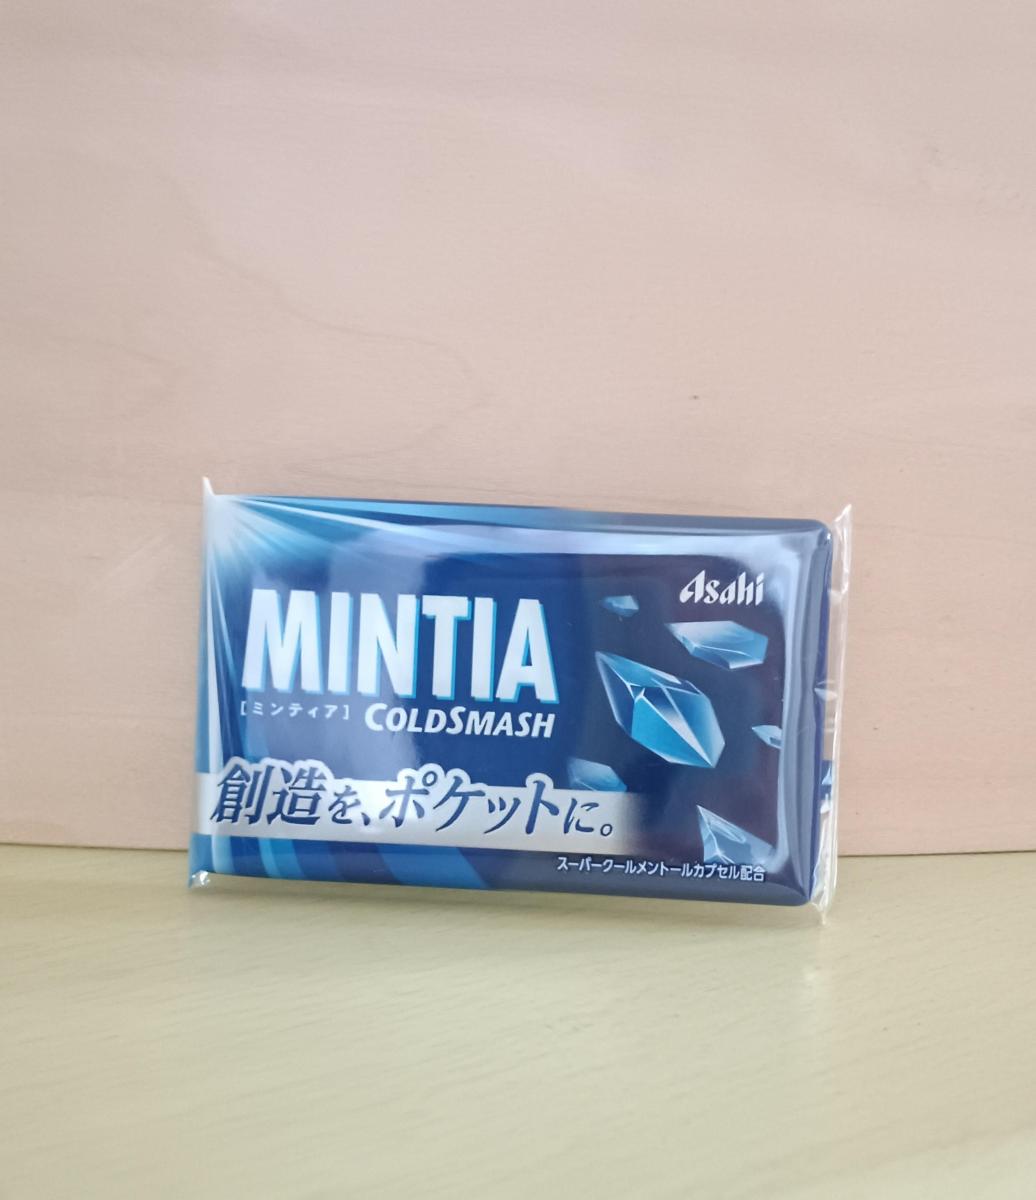 Asahi
MINTIA
[ミンティア] COLDSMASH
創造を、ポケットに。
スーパークールメントールカプセル配合